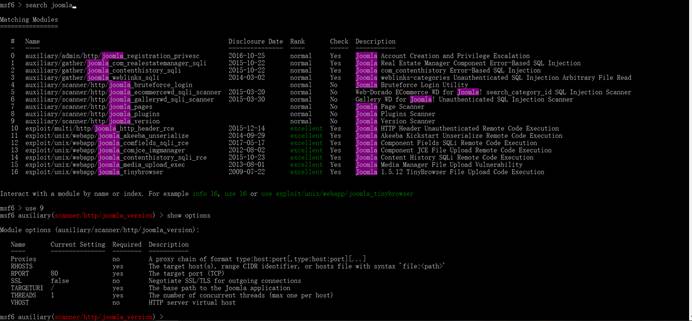 msf6 > search joomla
Matching Modules
================
# Name Disclosure Date Rank Check Description
- ---- --------------- ---- ----- -----------
0 auxiliary/admin/http/joomla_registration_privesc 2016-10-25 normal Yes Joomla Account Creation and Privilege Escalation
1 auxiliary/gather/joomla_com_realestatemanager_sqli 2015-10-22 normal Yes Joomla Real Estate Manager Component Error-Based SQL Injection
2 auxiliary/gather/joomla_contenthistory_sqli 2015-10-22 normal Yes Joomla com_contenthistory Error-Based SQL Injection
3 auxiliary/gather/joomla_weblinks_sqli 2014-03-02 normal Yes Joomla weblinks-categories Unauthenticated SQL Injection Arbitrary File Read
4 auxiliary/scanner/http/joomla_bruteforce_login normal No Joomla Bruteforce Login Utility
5 auxiliary/scanner/http/joomla_ecommercewd_sqli_scanner 2015-03-20 normal No Web-Dorado ECommerce WD for Joomla! search_category_id SQL Injection Scanner
6 auxiliary/scanner/http/joomla_gallerywd_sqli_scanner 2015-03-30 normal No Gallery WD for Joomla! Unauthenticated SQL Injection Scanner
7 auxiliary/scanner/http/joomla_pages normal No Joomla Page Scanner
8 auxiliary/scanner/http/joomla_plugins normal No Joomla Plugins Scanner
9 auxiliary/scanner/http/joomla_version normal No Joomla Version Scanner
10 exploit/multi/http/joomla_http_header_rce 2015-12-14 excellent Yes Joomla HTTP Header Unauthenticated Remote Code Execution
11 exploit/unix/webapp/joomla_akeeba_unserialize 2014-09-29 excellent Yes Joomla Akeeba Kickstart Unserialize Remote Code Execution
12 exploit/unix/webapp/joomla_comfields_sqli_rce 2017-05-17 excellent Yes Joomla Component Fields SQLi Remote Code Execution
13 exploit/unix/webapp/joomla_comjce_imgmanager 2012-08-02 excellent Yes Joomla Component JCE File Upload Remote Code Execution
14 exploit/unix/webapp/joomla_contenthistory_sqli_rce 2015-10-23 excellent Yes Joomla Content History SQLi Remote Code Execution
15 exploit/unix/webapp/joomla_media_upload_exec 2013-08-01 excellent Yes Joomla Media Manager File Upload Vulnerability
16 exploit/unix/webapp/joomla_tinybrowser 2009-07-22 excellent Yes Joomla 1.5.12 TinyBrowser File Upload Code Execution
Interact with a module by name or index. For example info 16, use 16 or use exploit/unix/webapp/joomla_tinybrowser
msf6 > use 9
msf6 auxiliary(scanner/http/joomla_version) > show options
Module options (auxiliary/scanner/http/joomla_version):
Name Current Setting Required Description
---- --------------- -------- -----------
Proxies no A proxy chain of format type:host:port[,type:host:port][...]
RHOSTS yes The target host(s), range CIDR identifier, or hosts file with syntax 'file:<path>'
RPORT 80 yes The target port (TCP)
SSL false no Negotiate SSL/TLS for outgoing connections
TARGETURI / yes The base path to the Joomla application
THREADS 1 yes The number of concurrent threads (max one per host)
VHOST no HTTP server virtual host
msf6 auxiliary(scanner/http/joomla_version) >